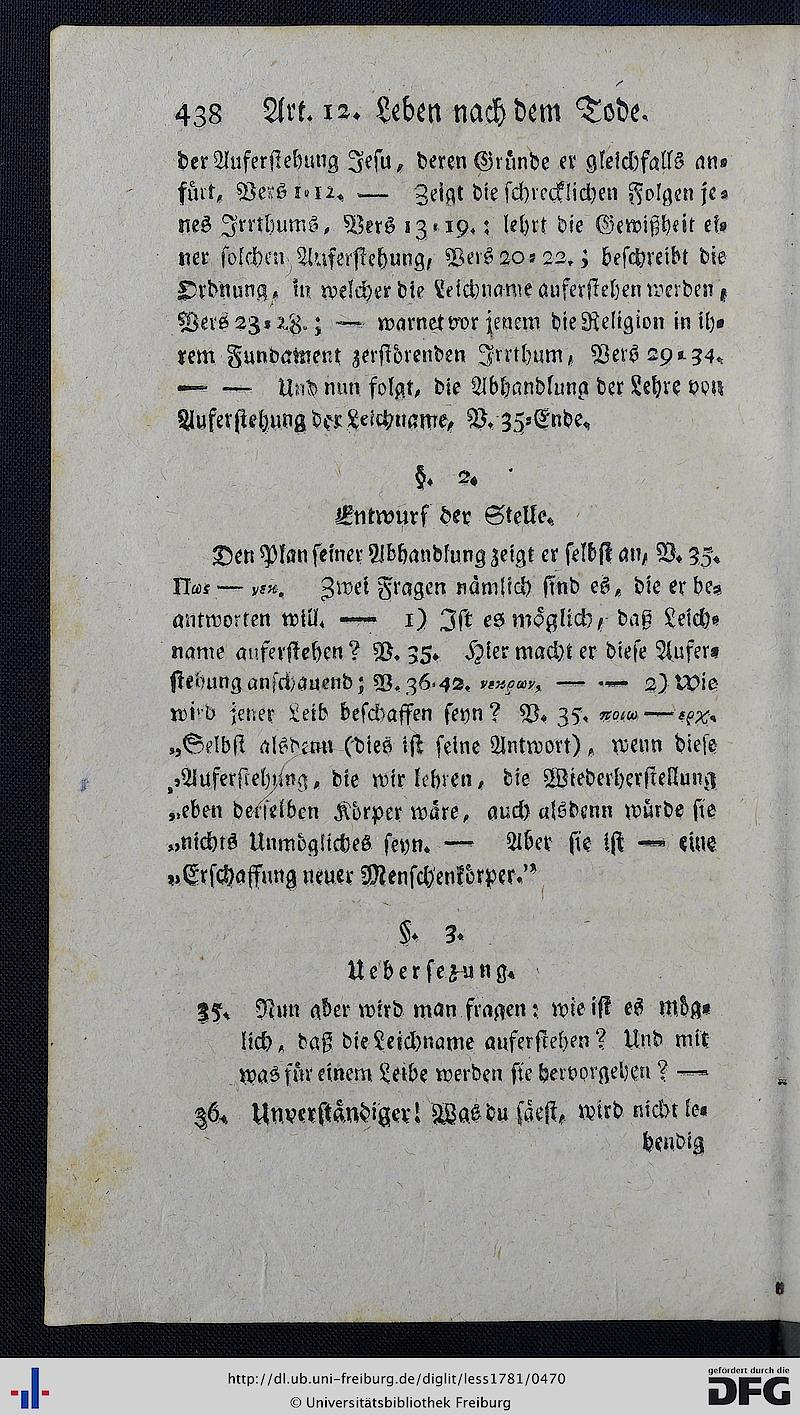 438 Art. 12. Leben nach dem Tode.
der Auferstehung Jesu, deren Gründe er gleichfalls an-
fürt, Vers 1-12. — Zeigt die schrecklichen Folgen je-
nes Irrthums, Vers 13-19.: lehrt die Gewißheit ei-
ner solchen Auferstehung, Vers 20-22.; beschreibt die
Ordnung, in welcher die Leichname auferstehen werden,
Vers 23-28.; — warnet vor jenem die Religion in ih-
rem Fundament zerstörenden Irrthum, Vers 29-34.
— — Und nun folgt, die Abhandlung der Lehre von
Auferstehung der Leichname, V. 35-Ende.
§. 2.
Entwurf der Stelle.
Den Plan seiner Abhandlung zeigt er selbst an, V. 35.
Πως — νεκ. Zwei Fragen nämlich sind es, die er be-
antworten will. — 1) Ist es möglich, daß Leich-
name auferstehen? V. 35. Hier macht er diese Aufer-
stehung anschauend; V. 36-42. νεκρων, — — 2) Wie
wird jener Leib beschaffen seyn? V. 35. ποιω — ερχ.
„Selbst alsdenn (dies ist seine Antwort), wenn diese
„Auferstehung, die wir lehren, die Wiederherstellung
„eben derselben Körper wäre, auch alsdenn würde sie
„nichts Unmögliches seyn. — Aber sie ist — eine
„Erschaffung neuer Menschenkörper.”
§. 3.
Uebersezung.
35. Nun aber wird man fragen: wie ist es mög-
lich, daß die Leichname auferstehen? Und mit
was für einem Leibe werden sie hervorgehen? —
36. Unverständiger! Was du säest, wird nicht le-
bendig
http://dl.ub.uni-freiburg.de/diglit/less1781/0470
© Universitätsbibliothek Freiburg
gefördert durch die
DFG